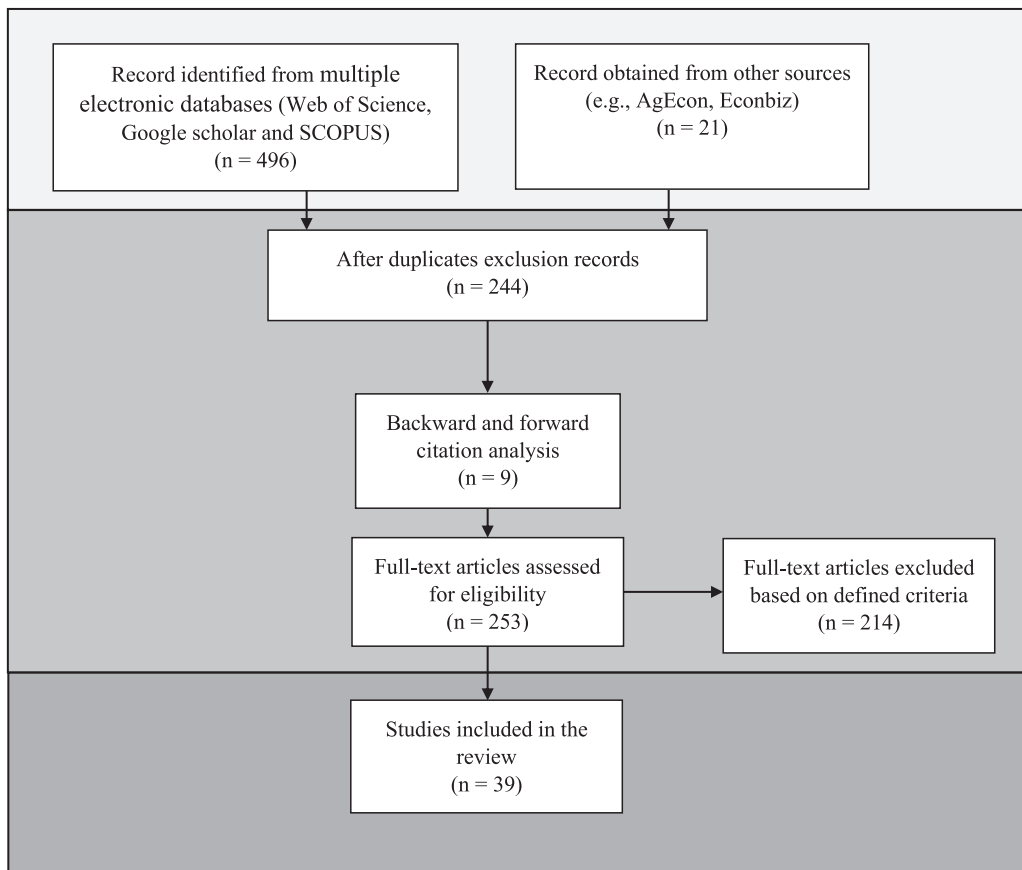 Record identified from multiple
electronic databases (Web of Science,
Google scholar and SCOPUS)
(n = 496)
Record obtained from other sources
(e.g., AgEcon, Econbiz)
(n = 21)
After duplicates exclusion records
(n = 244)
Backward and forward
citation analysis
(n = 9)
Full-text articles assessed
for eligibility
(n = 253)
Full-text articles excluded
based on defined criteria
(n = 214)
Studies included in the
review
(n = 39)